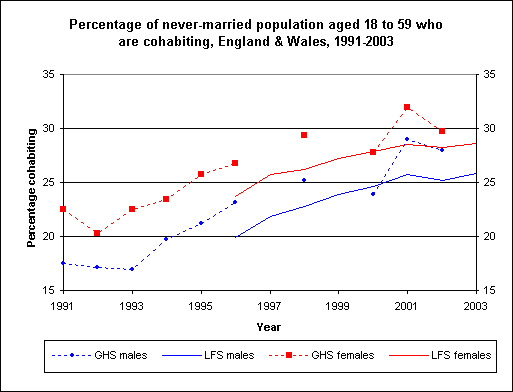 Percentage of never-married population aged 18 to 59 who
are cohabiting, England & Wales, 1991-2003
35 35
30 30
25 25
20 20
15 15
Percentage cohabiting
1991 1993 1995 1997 1999 2001 2003
Year
GHS males LFS males GHS females LFS females